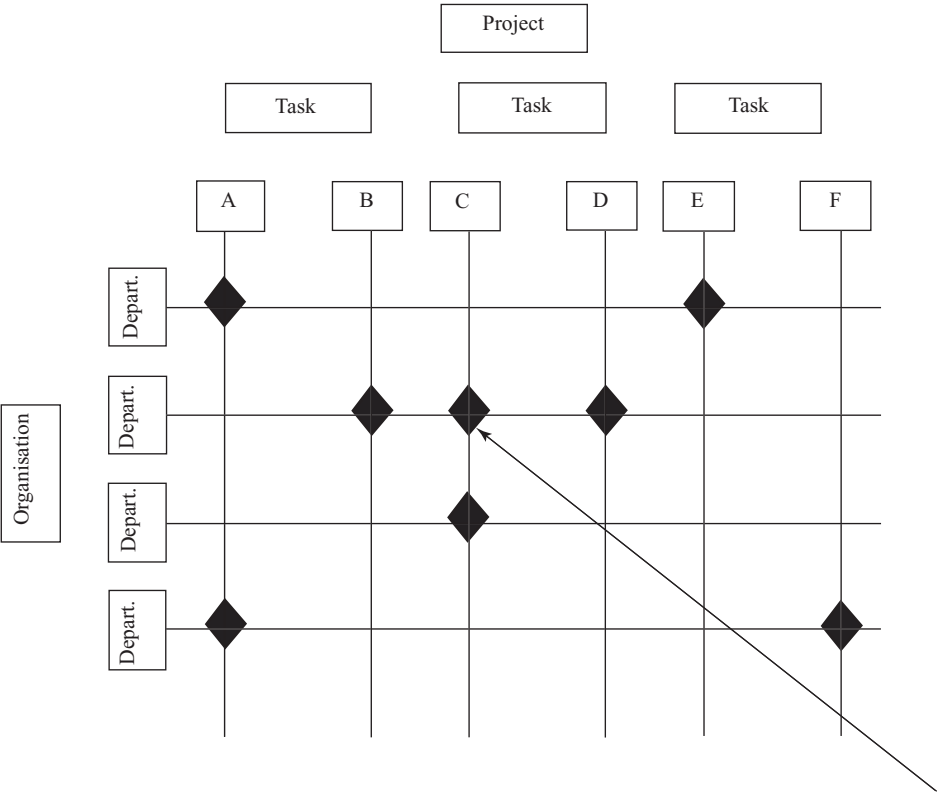 Project
Task
Task
Task
A
B
C
D
E
F
Depart.
Depart.
Depart.
Depart.
Organisation